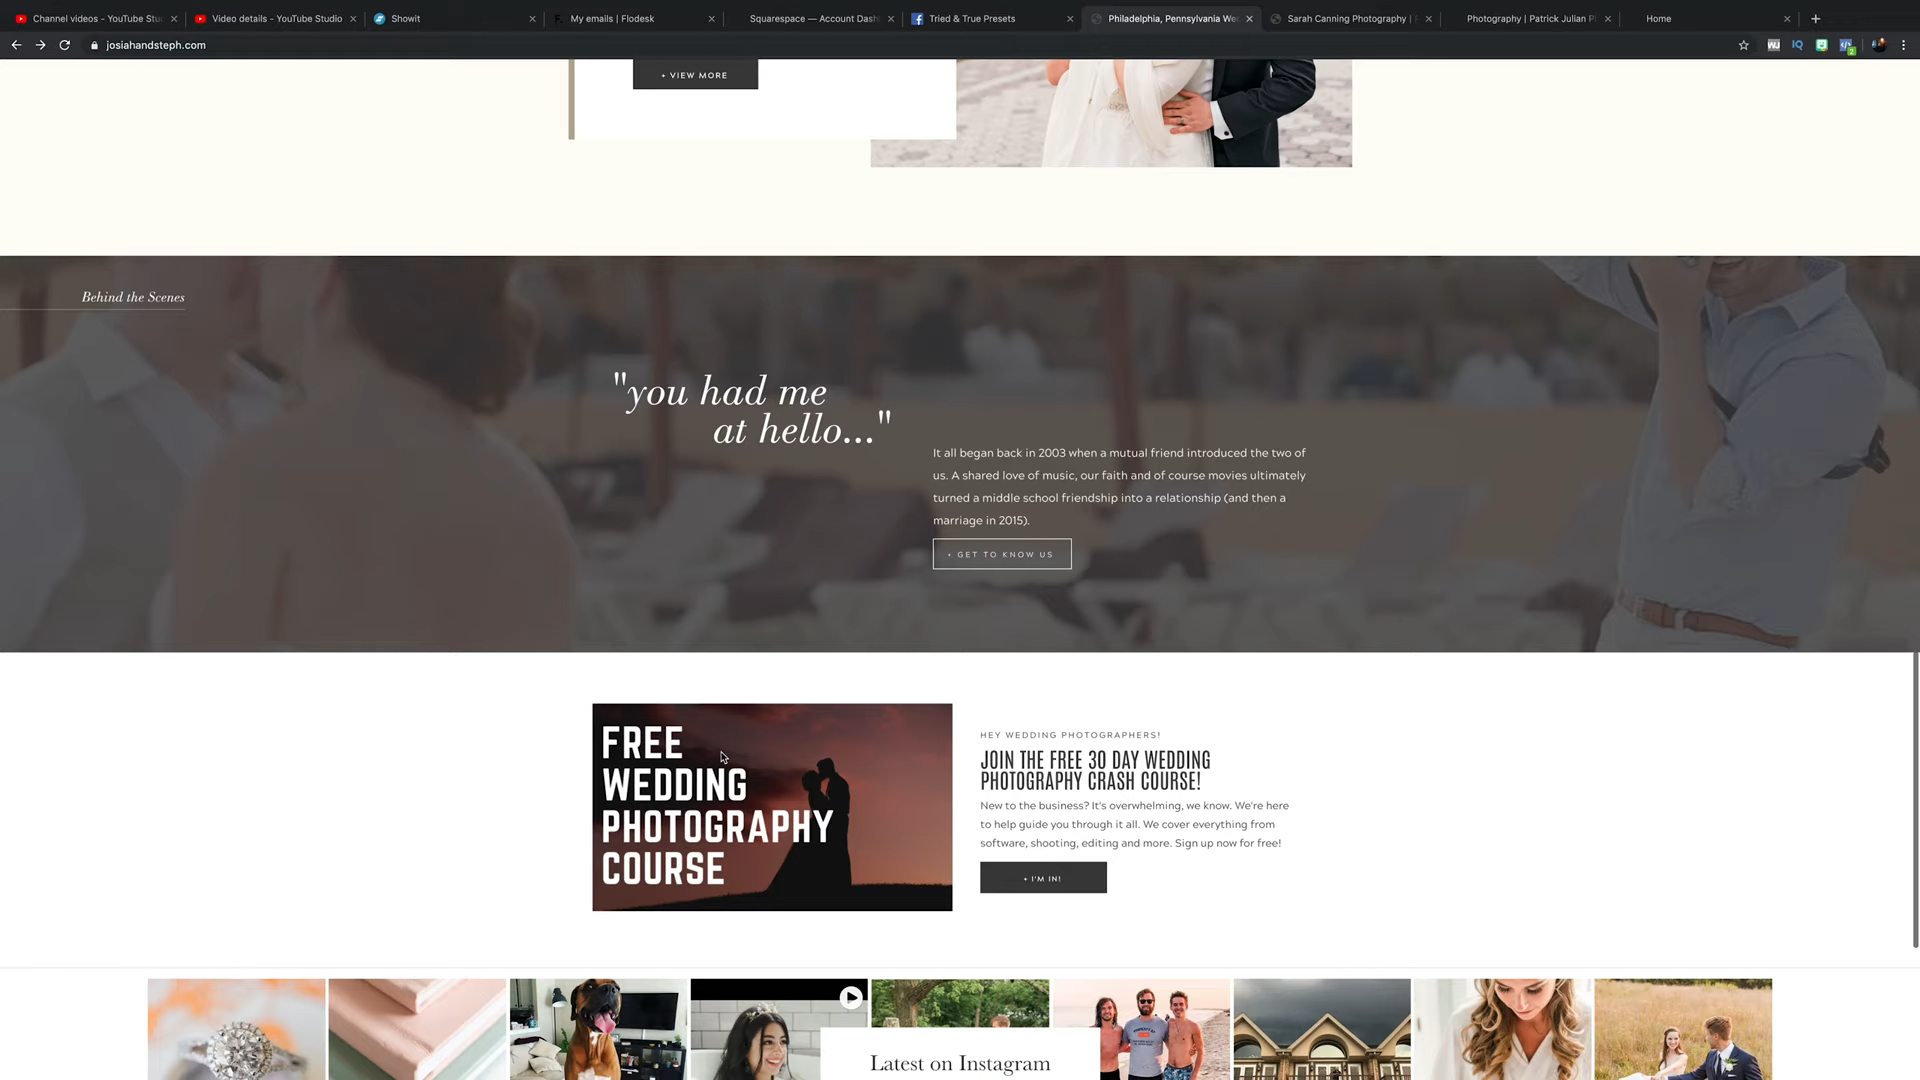 Channel videos - YouTube Stu
Video details - YouTube Studio
Showit
My emails | Flodesk
Squarespace — Account Dash
Tried & True Presets
Philadelphia, Pennsylvania We
Sarah Canning Photography |
Photography | Patrick Julian P
Home
josiahandsteph.com
+ VIEW MORE
Behind the Scenes
"you had me
at hello..."
It all began back in 2003 when a mutual friend introduced the two of
us. A shared love of music, our faith and of course movies ultimately
turned a middle school friendship into a relationship (and then a
marriage in 2015).
+ GET TO KNOW US
FREE
WEDDING
PHOTOGRAPHY
COURSE
HEY WEDDING PHOTOGRAPHERS!
JOIN THE FREE 30 DAY WEDDING
PHOTOGRAPHY CRASH COURSE!
New to the business? It's overwhelming, we know. We're here
to help guide you through it all. We cover everything from
software, shooting, editing and more. Sign up now for free!
+ I'M IN!
Latest on Instagram